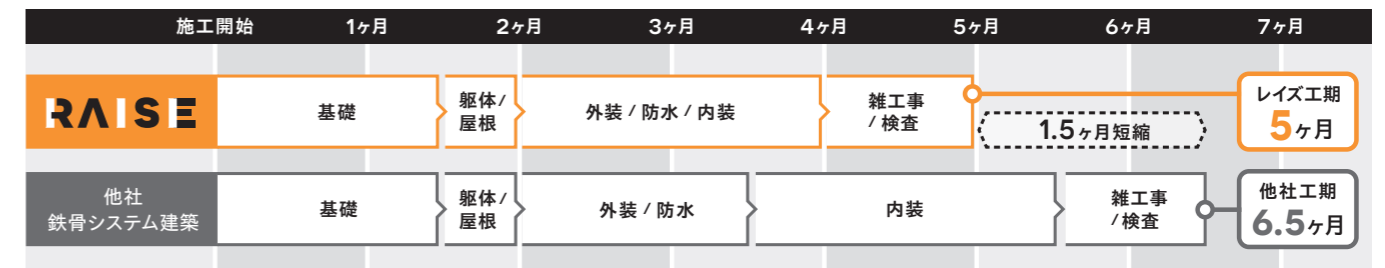 施工開始 1ヶ月 2ヶ月 3ヶ月 4ヶ月 5ヶ月 6ヶ月 7ヶ月
RAISE
基礎
躯体/
屋根
外装 / 防水 / 内装
雑工事
/ 検査
1.5ヶ月短縮
レイズ工期
5ヶ月
他社
鉄骨システム建築
基礎
躯体/
屋根
外装 / 防水
内装
雑工事
/検査
他社工期
6.5ヶ月